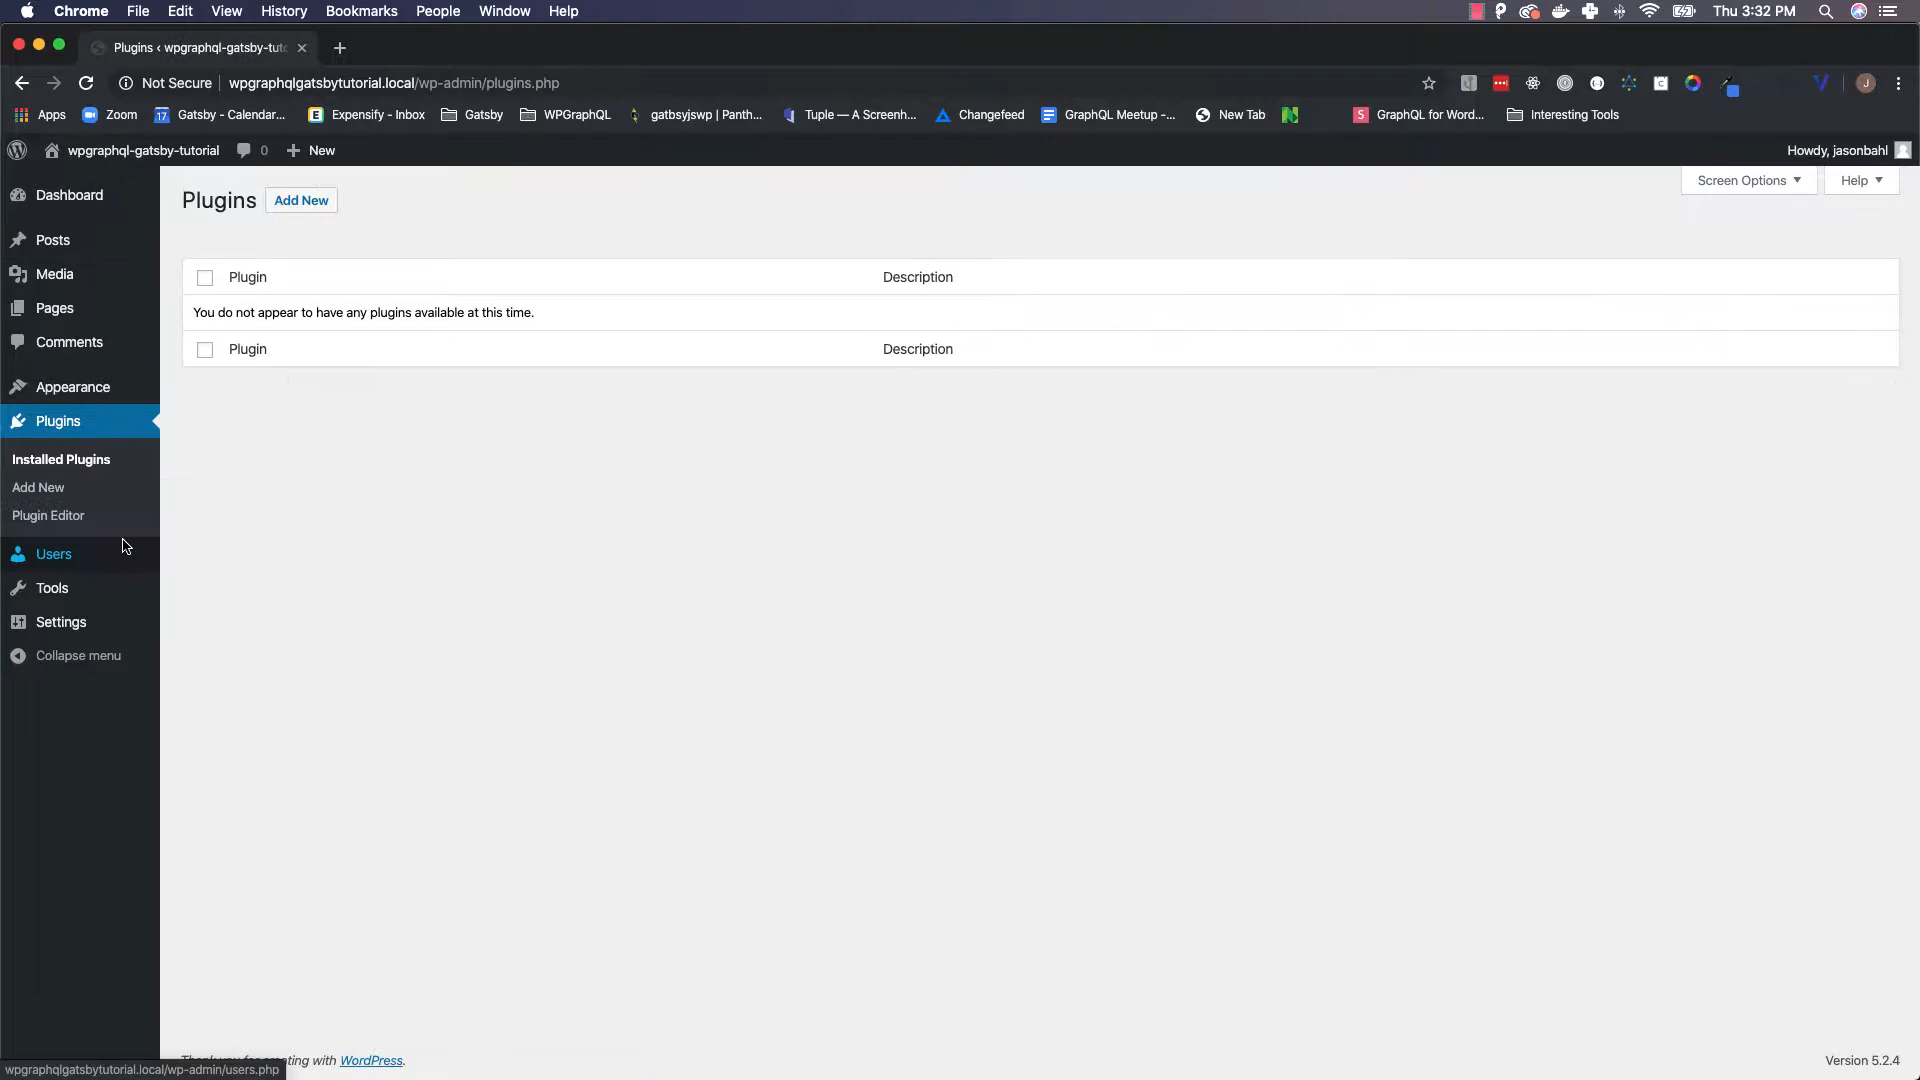 Chrome File Edit View History Bookmarks People Window Help Thu 3:32 PM
Plugins ‹ wpgraphql-gatsby-tuto
Not Secure wpgraphqlgatsbytutorial.local/wp-admin/plugins.php
Apps Zoom Gatsby - Calendar... Expensify - Inbox Gatsby WPGraphQL gatbsyjswp | Panth... Tuple — A Screensh... Changefeed GraphQL Meetup -... New Tab GraphQL for Word... Interesting Tools
wpgraphql-gatsby-tutorial 0 New Howdy, jasonbahl
Dashboard
Posts
Media
Pages
Comments
Appearance
Plugins
Installed Plugins
Add New
Plugin Editor
Users
Tools
Settings
Collapse menu
Screen Options Help
Plugins Add New
Plugin Description
You do not appear to have any plugins available at this time.
Plugin Description
ting with WordPress. Version 5.2.4
wpgraphqlgatsbytutorial.local/wp-admin/users.php